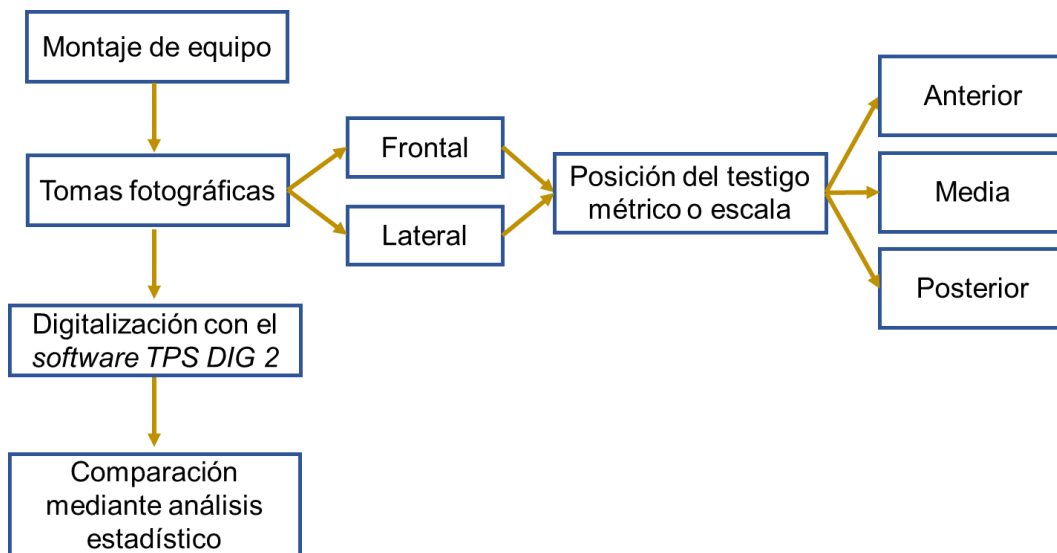 Montaje de equipo
Tomas fotográficas
Frontal
Lateral
Posición del testigo
métrico o escala
Anterior
Media
Posterior
Digitalización con el
software TPS DIG 2
Comparación
mediante análisis
estadístico